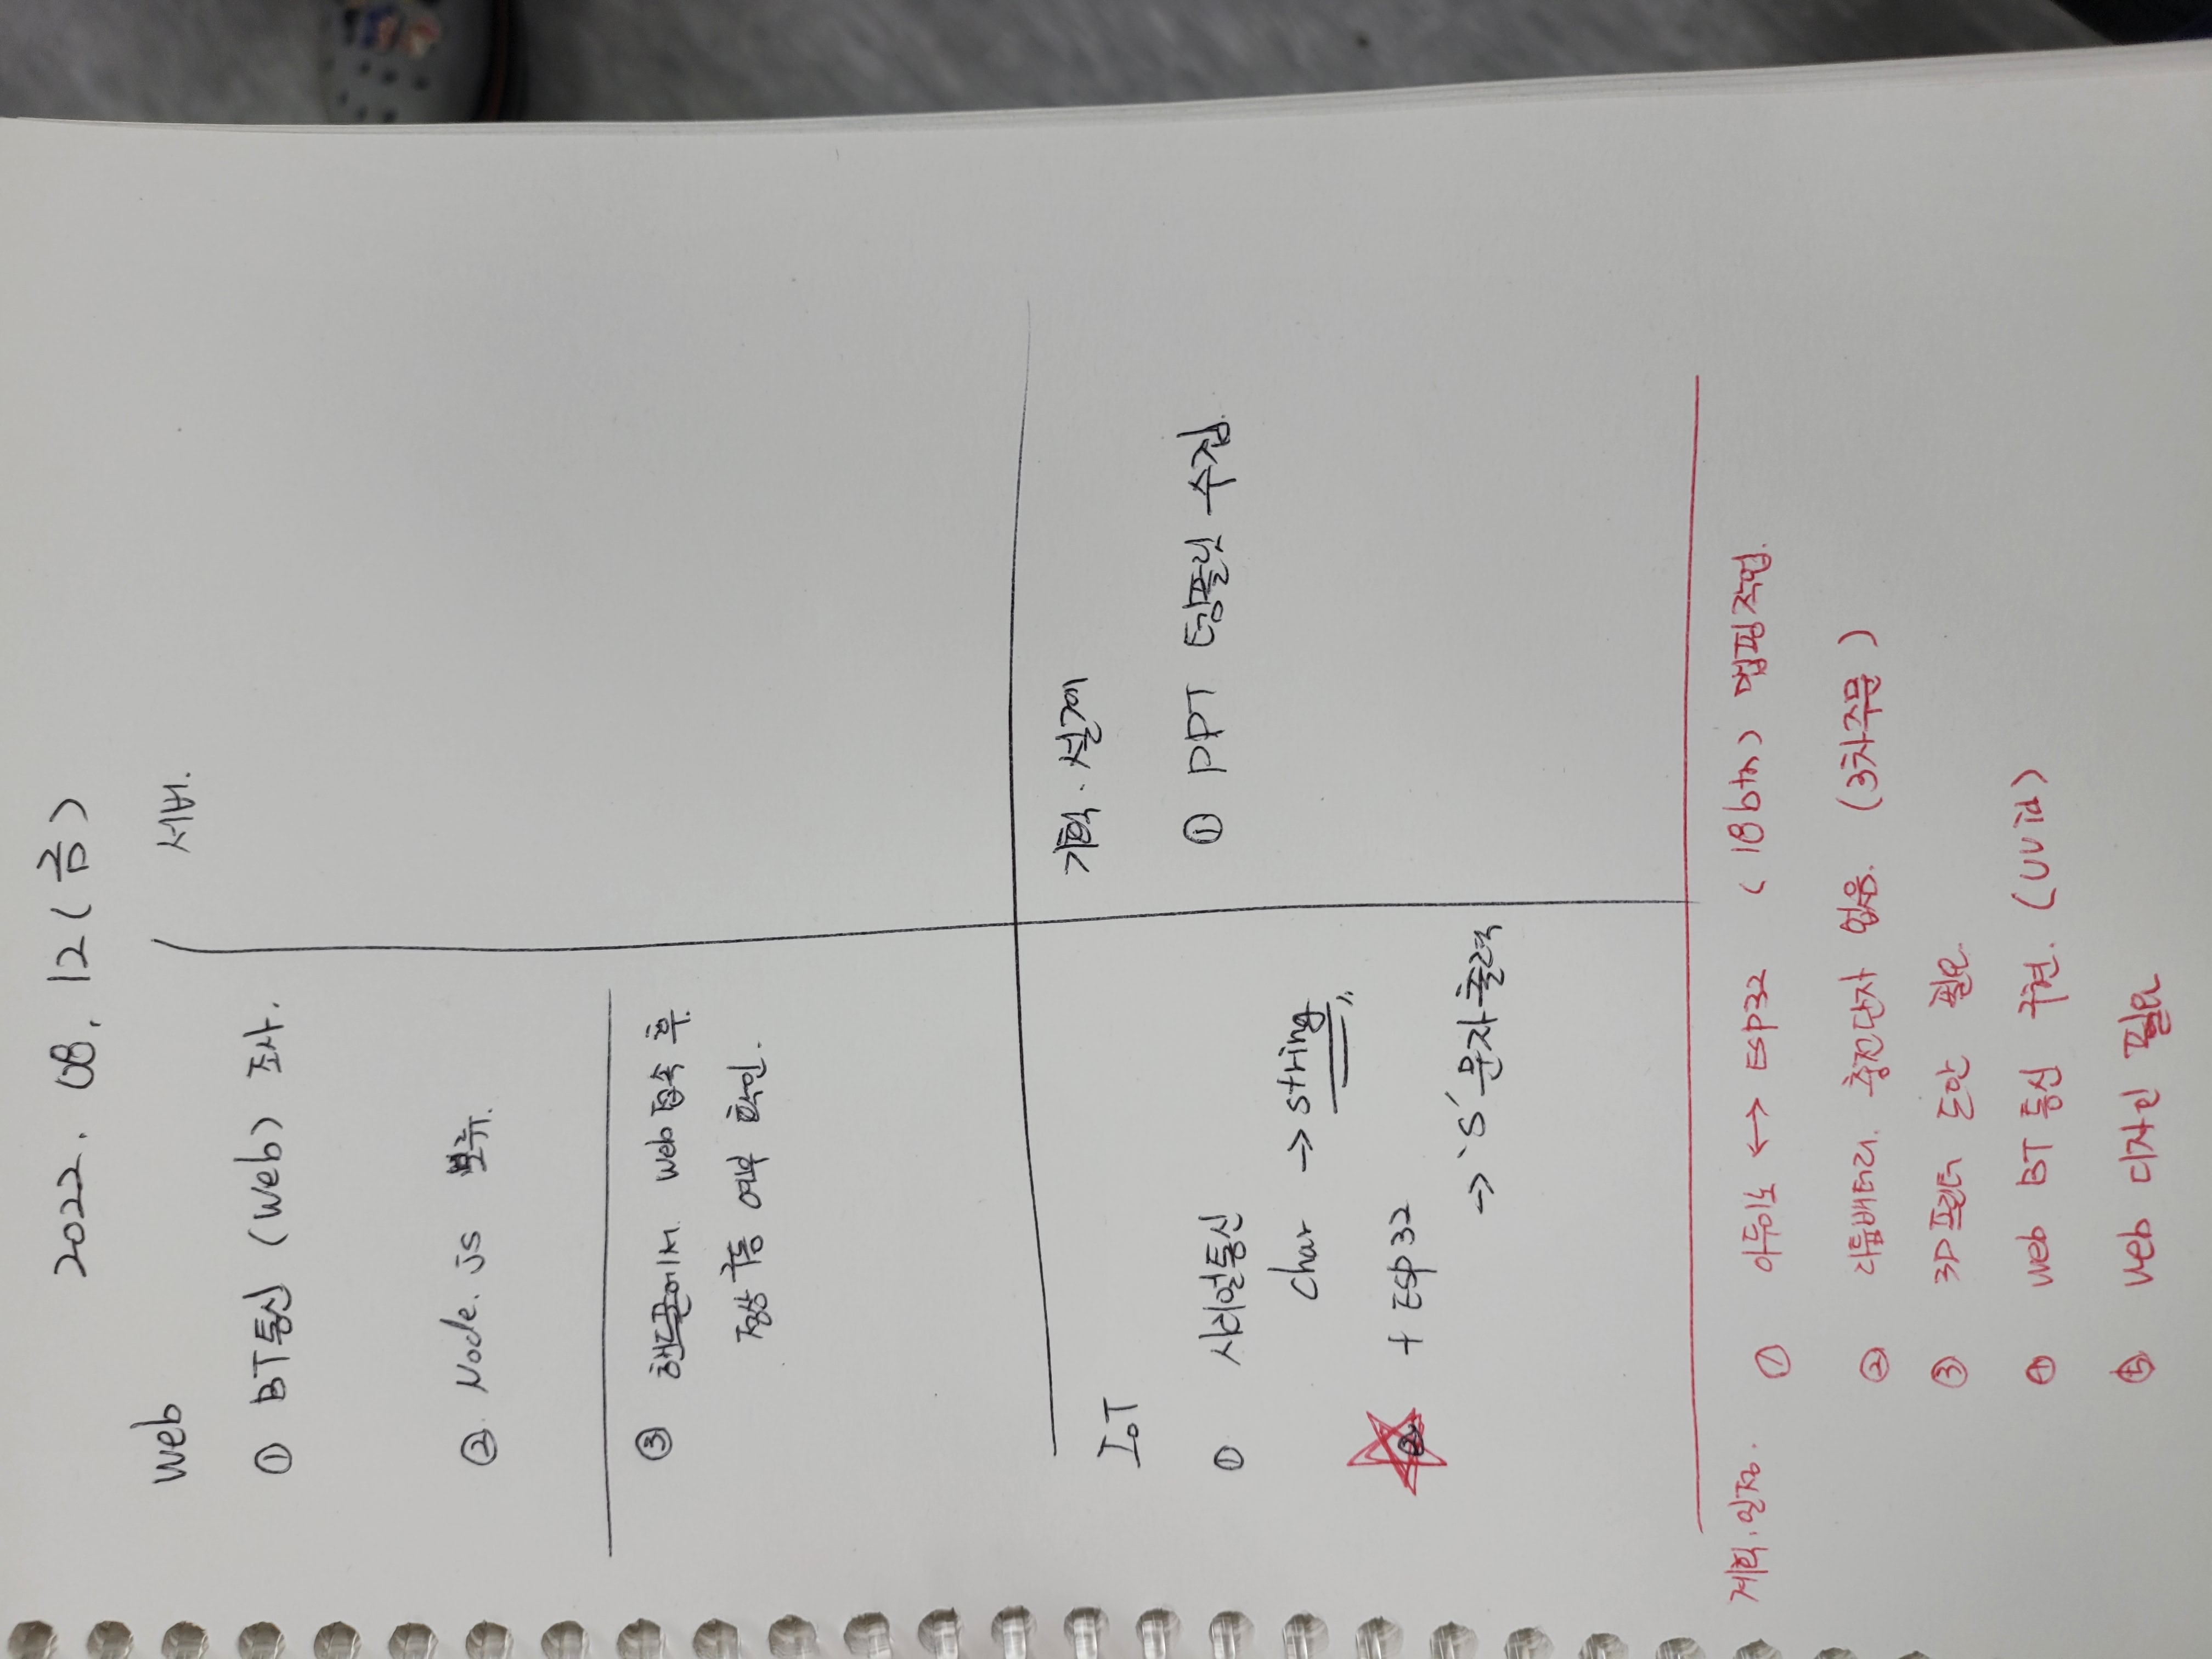 2022. 08. 12 (금)
Web
① BT통신 (Web) 조사.
② Node.js 보류.
③ 핸드폰에서 Web 접속 후
정상 구동 여부 확인.
서버.
IoT
① 시리얼통신
char → string
② + ESP32
→ 'S' 문자 출력
기획. 설계
① PPT 템플릿 수집.
계획. 일정.
① 아두이노 ↔ ESP32 (18btn) 맵핑작업.
② 리튬배터리. 충전단자 없음. (3차주문)
③ 3D프린터 도안 필요.
④ Web BT 통신 구현. (UUid)
⑤ Web 디자인 필요